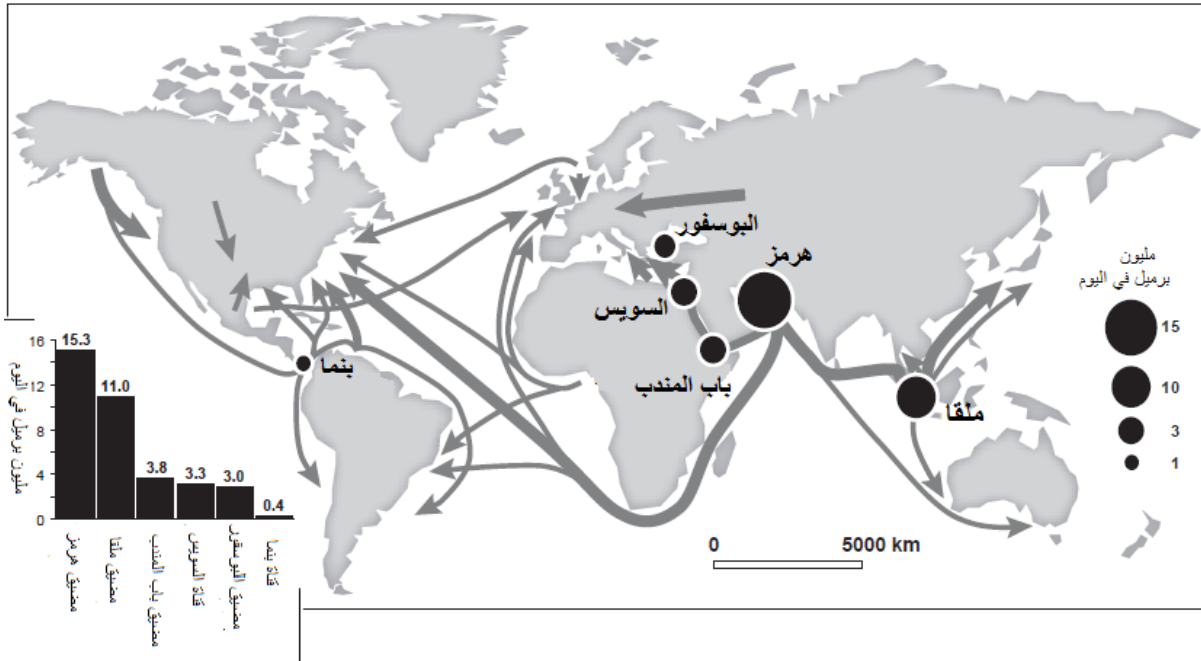 البوسفور
هرمز
السويس
باب المندب
بنما
ملقا
مليون
برميل في اليوم
15
10
3
1
0
5000 km
مليون برميل في اليوم
16
12
8
4
0
15.3
11.0
3.8
3.3
3.0
0.4
مضيق هرمز
مضيق ملقا
مضيق باب المندب
قناة السويس
مضيق البوسفور
قناة بنما